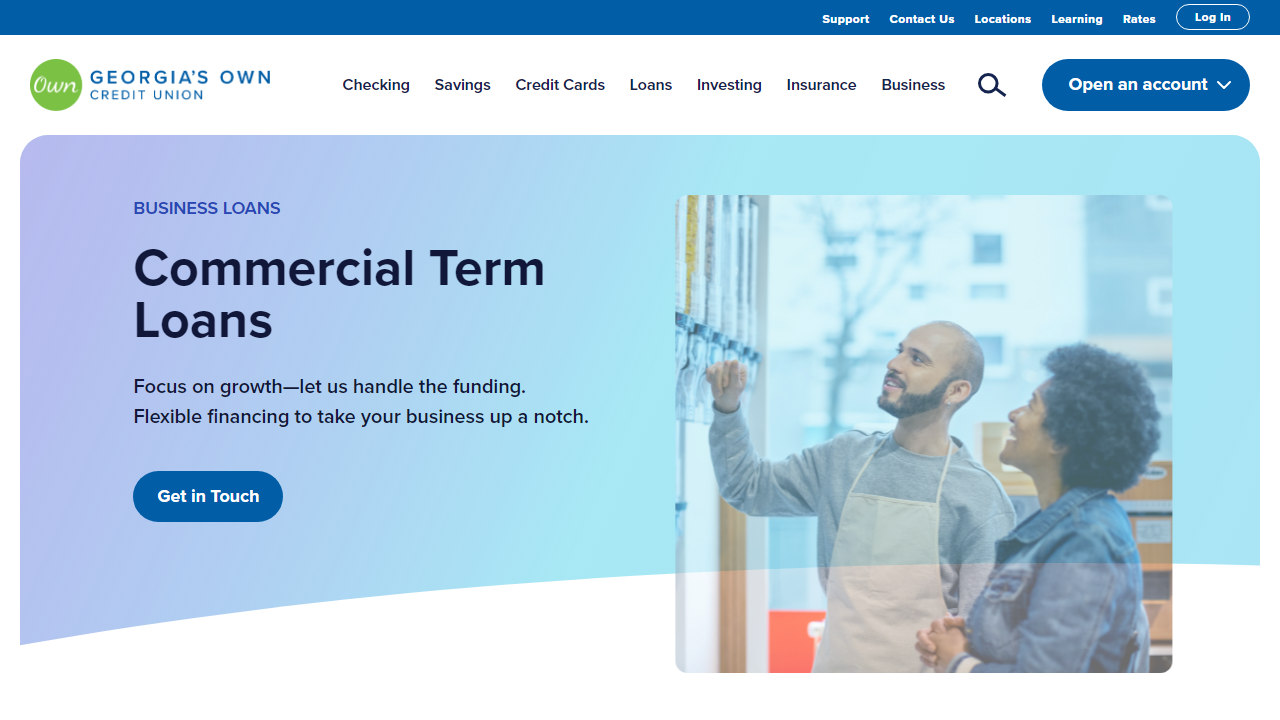 Support Contact Us Locations Learning Rates Log In
Own GEORGIA'S OWN
CREDIT UNION
Checking Savings Credit Cards Loans Investing Insurance Business Open an account
BUSINESS LOANS
Commercial Term
Loans
Focus on growth—let us handle the funding.
Flexible financing to take your business up a notch.
Get in Touch